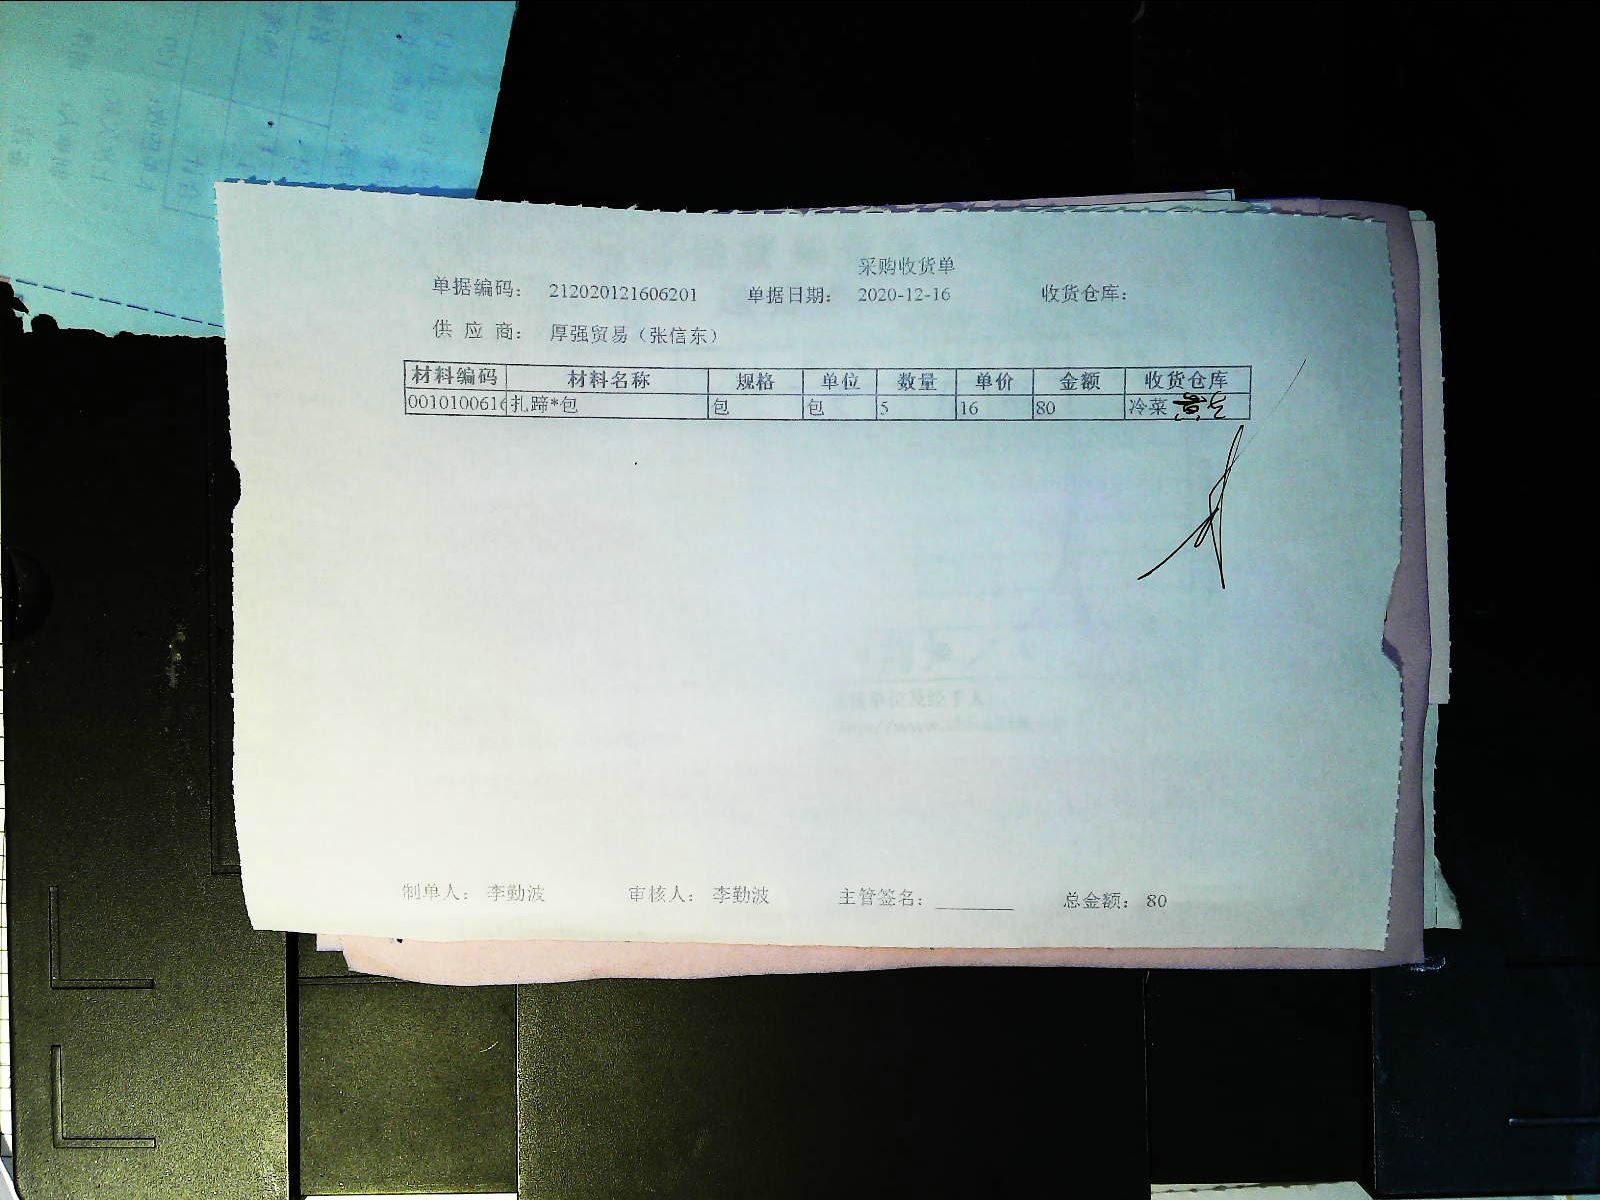 采购收货单
单据编码： 212020121606201 单据日期： 2020-12-16 收货仓库：
供 应 商： 厚强贸易（张信东）
材料编码 材料名称 规格 单位 数量 单价 金额 收货仓库
0010100616 扎蹄*包 包 包 5 16 80 冷菜
制单人： 李勤波 审核人： 李勤波 主管签名：________ 总金额： 80